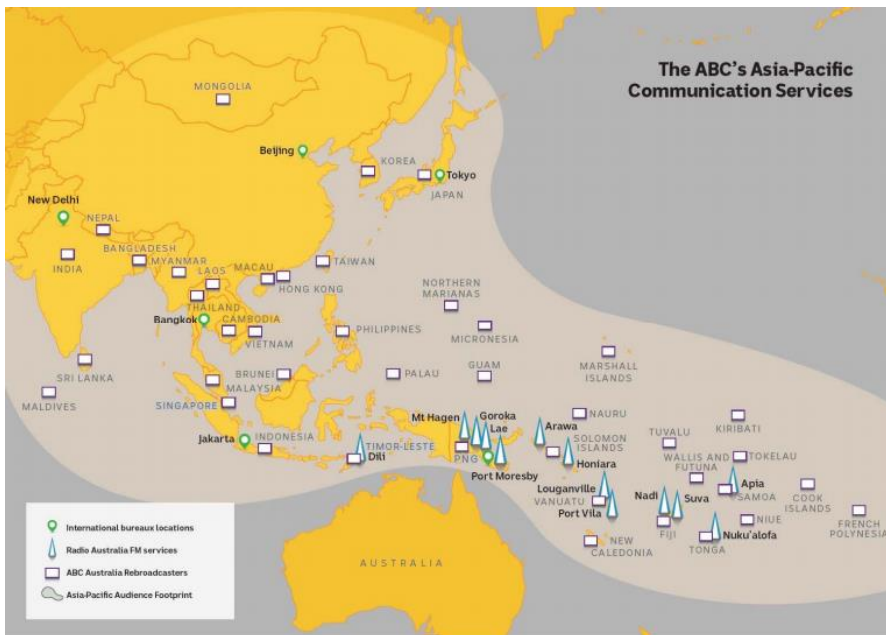 The ABC's Asia-Pacific
Communication Services
MONGOLIA
Beijing
KOREA
Tokyo
JAPAN
New Delhi
NEPAL
BANGLADESH
INDIA
MYANMAR
LAOS
MACAU
TAIWAN
HONG KONG
THAILAND
Bangkok
CAMBODIA
VIETNAM
PHILIPPINES
NORTHERN
MARIANAS
MICRONESIA
SRI LANKA
MALDIVES
BRUNEI
MALAYSIA
SINGAPORE
PALAU
GUAM
MARSHALL
ISLANDS
Jakarta
INDONESIA
TIMOR-LESTE
Dili
Mt Hagen
Goroka
Lae
PNG
Port Moresby
Arawa
NAURU
SOLOMON
ISLANDS
Honiara
KIRIBATI
TUVALU
WALLIS AND
FUTUNA
TOKELAU
Louganville
VANUATU
Port Vila
Nadi
Suva
FIJI
Apia
SAMOA
COOK
ISLANDS
NIUE
Nuku'alofa
TONGA
FRENCH
POLYNESIA
NEW
CALEDONIA
AUSTRALIA
International bureaux locations
Radio Australia FM services
ABC Australia Rebroadcasters
Asia-Pacific Audience Footprint